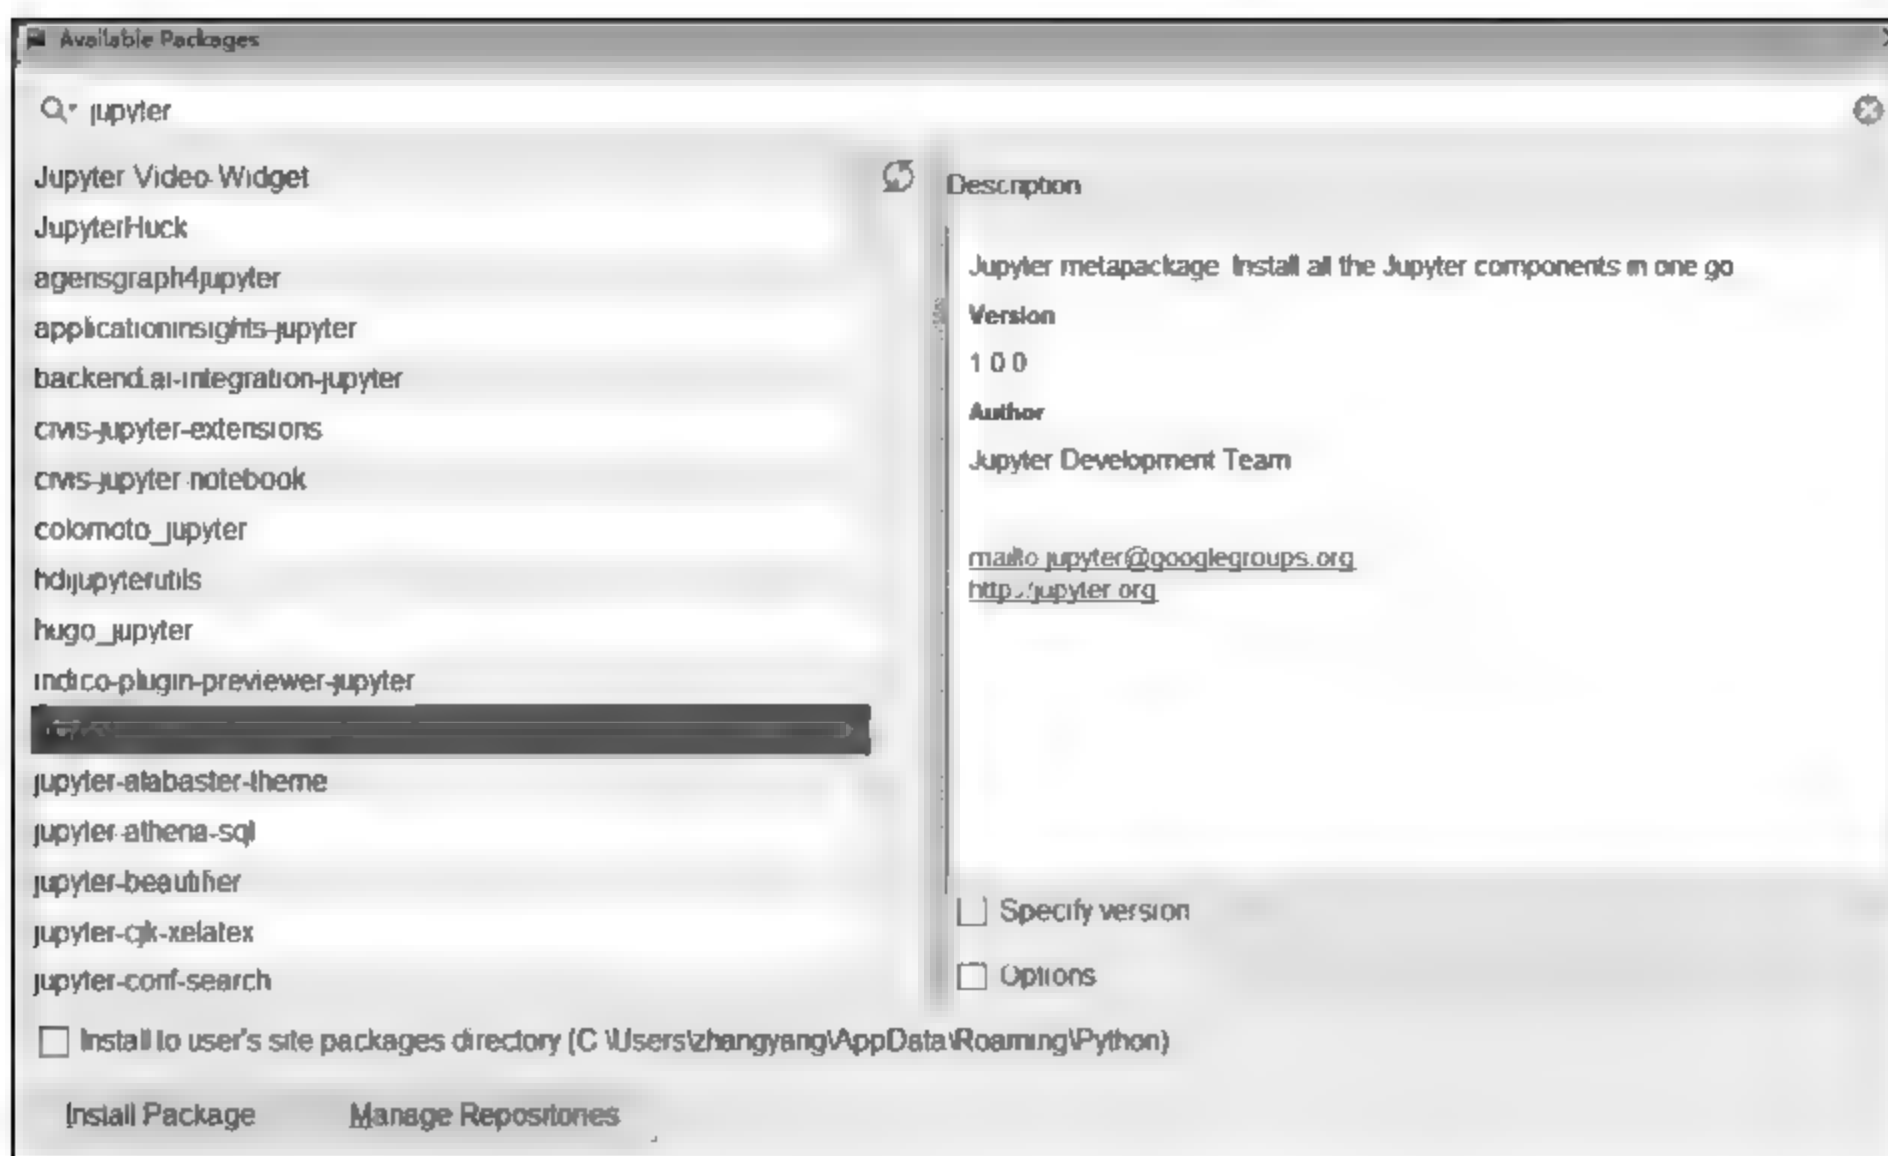 Available Packages
jupyter
Jupyter Video Widget
JupyterHuck
agensgraph4jupyter
applicationinsights-jupyter
backend.ai-integration-jupyter
civis-jupyter-extensions
civis-jupyter-notebook
colomoto_jupyter
hdijupyterutils
hugo_jupyter
indico-plugin-previewer-jupyter
jupyter-alabaster-theme
jupyter-athena-sql
jupyter-beautifier
jupyter-cjk-xelatex
jupyter-conf-search
Description
Jupyter metapackage. Install all the Jupyter components in one go.
Version
1.0.0
Author
Jupyter Development Team
mailto:jupyter@googlegroups.org
http://jupyter.org
Specify version
Options
Install to user's site packages directory (C:\Users\zhangyang\AppData\Roaming\Python)
Install Package
Manage Repositories